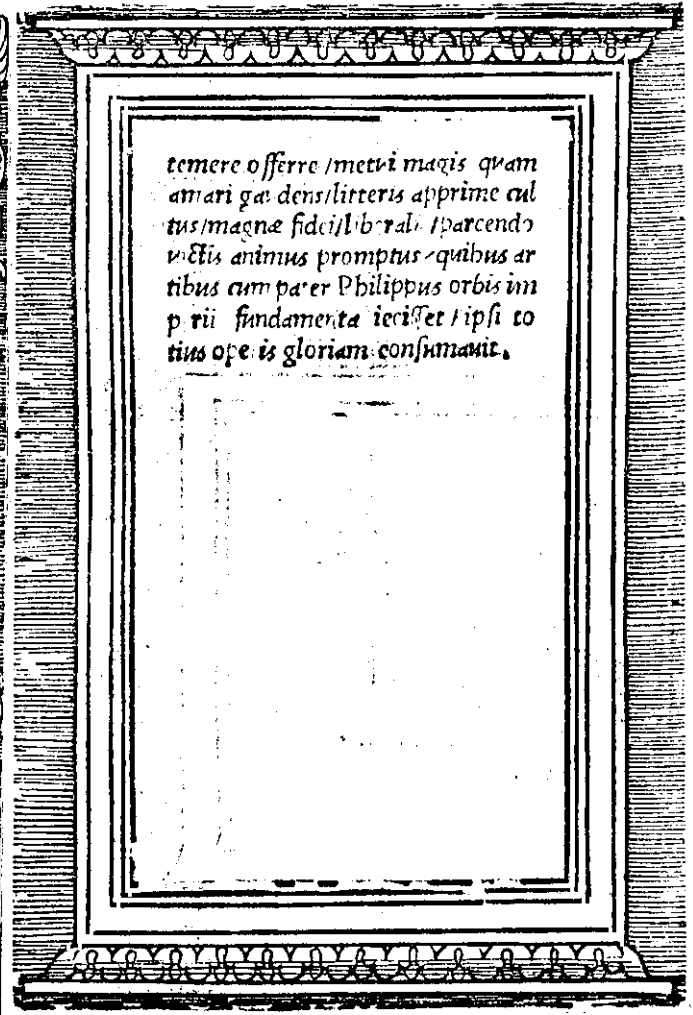 temere offerre /metui magis quam
amari gaudens/litteris apprime cul
tus/magnæ fidei/liberalis /parcendo
victis animus promptus/quibus ar
tibus cum pater Philippus orbis im
perii fundamenta ieciſſet / ipſi to
tius operis gloriam conſumauit.